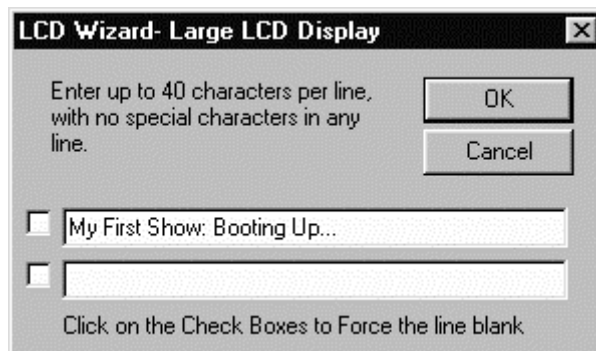 LCD Wizard- Large LCD Display
Enter up to 40 characters per line,
with no special characters in any
line.
OK
Cancel
My First Show: Booting Up...
Click on the Check Boxes to Force the line blank